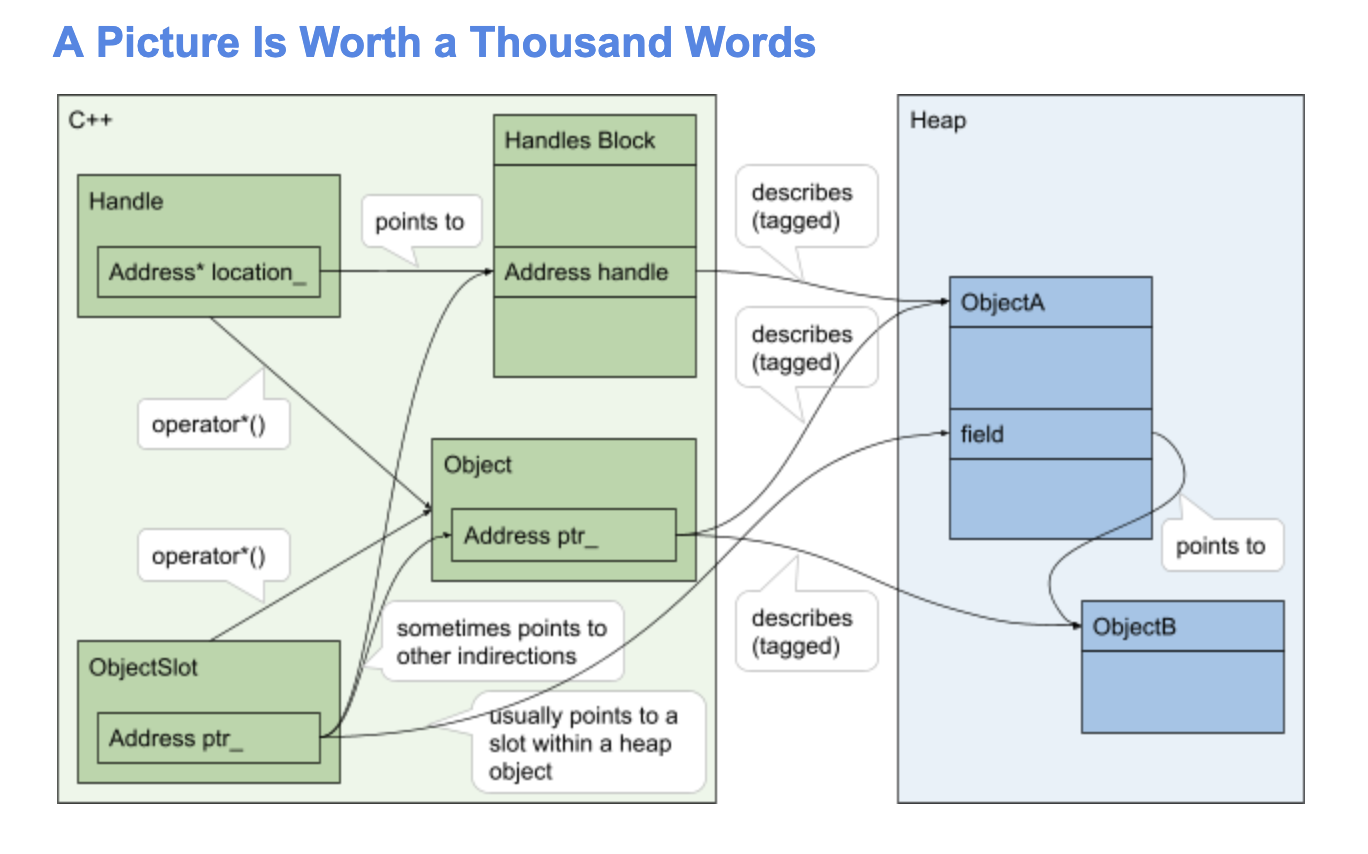 A Picture Is Worth a Thousand Words
C++
Handles Block
Handle
points to
Address* location_
Address handle
operator*()
Object
Address ptr_
operator*()
sometimes points to
other indirections
ObjectSlot
Address ptr_
usually points to a
slot within a heap
object
describes
(tagged)
describes
(tagged)
describes
(tagged)
Heap
ObjectA
field
points to
ObjectB